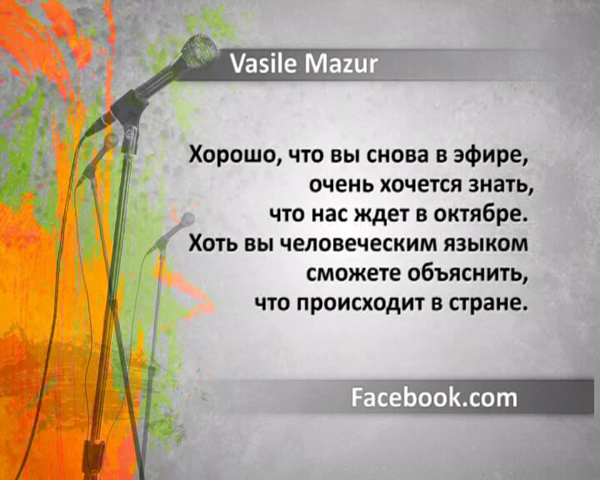 Vasile Mazur
Хорошо, что вы снова в эфире,
очень хочется знать,
что нас ждет в октябре.
Хоть вы человеческим языком
сможете объяснить,
что происходит в стране.
Facebook.com